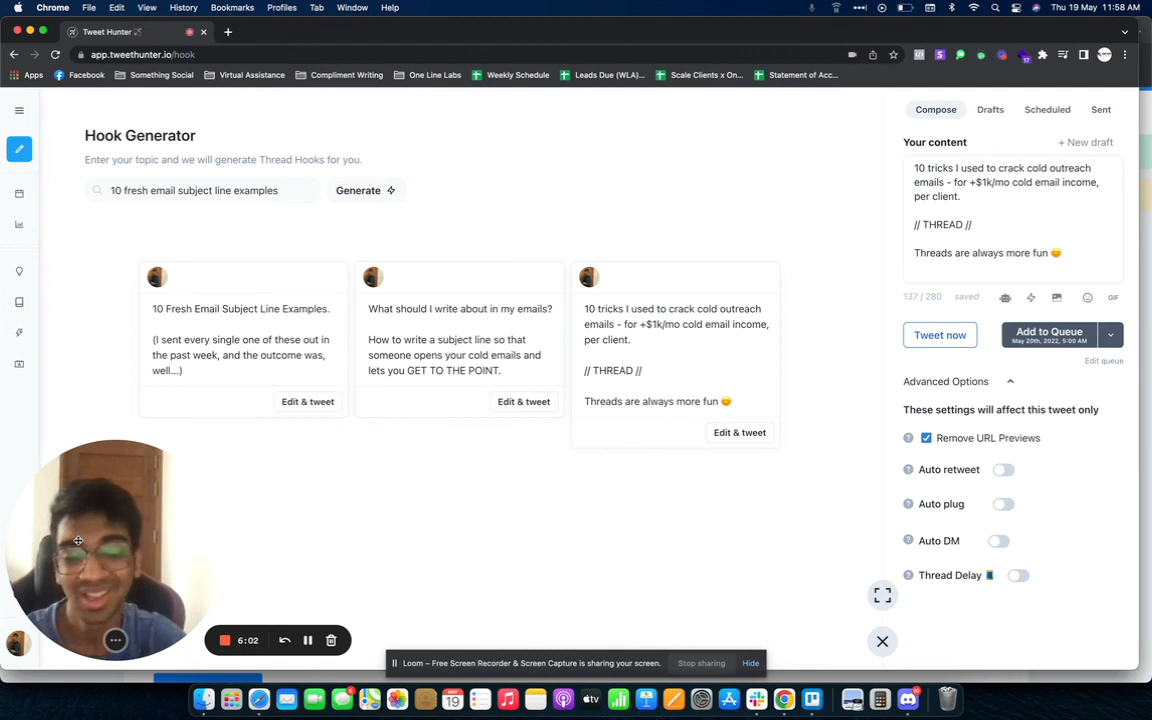 Chrome File Edit View History Bookmarks Profiles Tab Window Help
Thu 19 May 11:58 AM
Tweet Hunter
app.tweethunter.io/hook
Apps Facebook Something Social Virtual Assistance Compliment Writing One Line Labs Weekly Schedule Leads Due (WLA)... Scale Clients x On... Statement of Acc...
17
Hook Generator
Enter your topic and we will generate Thread Hooks for you.
10 fresh email subject line examples
Generate
10 Fresh Email Subject Line Examples.
(I sent every single one of these out in
the past week, and the outcome was,
well...)
Edit & tweet
What should I write about in my emails?
How to write a subject line so that
someone opens your cold emails and
lets you GET TO THE POINT.
Edit & tweet
10 tricks I used to crack cold outreach
emails - for +$1k/mo cold email income,
per client.
// THREAD //
Threads are always more fun 😊
Edit & tweet
Compose Drafts Scheduled Sent
Your content
+ New draft
10 tricks I used to crack cold outreach
emails - for +$1k/mo cold email income,
per client.
// THREAD //
Threads are always more fun 😊
137 / 280 saved
GIF
Tweet now
Add to Queue
May 20th, 2022, 5:00 AM
Edit queue
Advanced Options
These settings will affect this tweet only
Remove URL Previews
Auto retweet
Auto plug
Auto DM
Thread Delay 🧵
6:02
Loom – Free Screen Recorder & Screen Capture is sharing your screen.
Stop sharing
Hide
MAY
19
tv